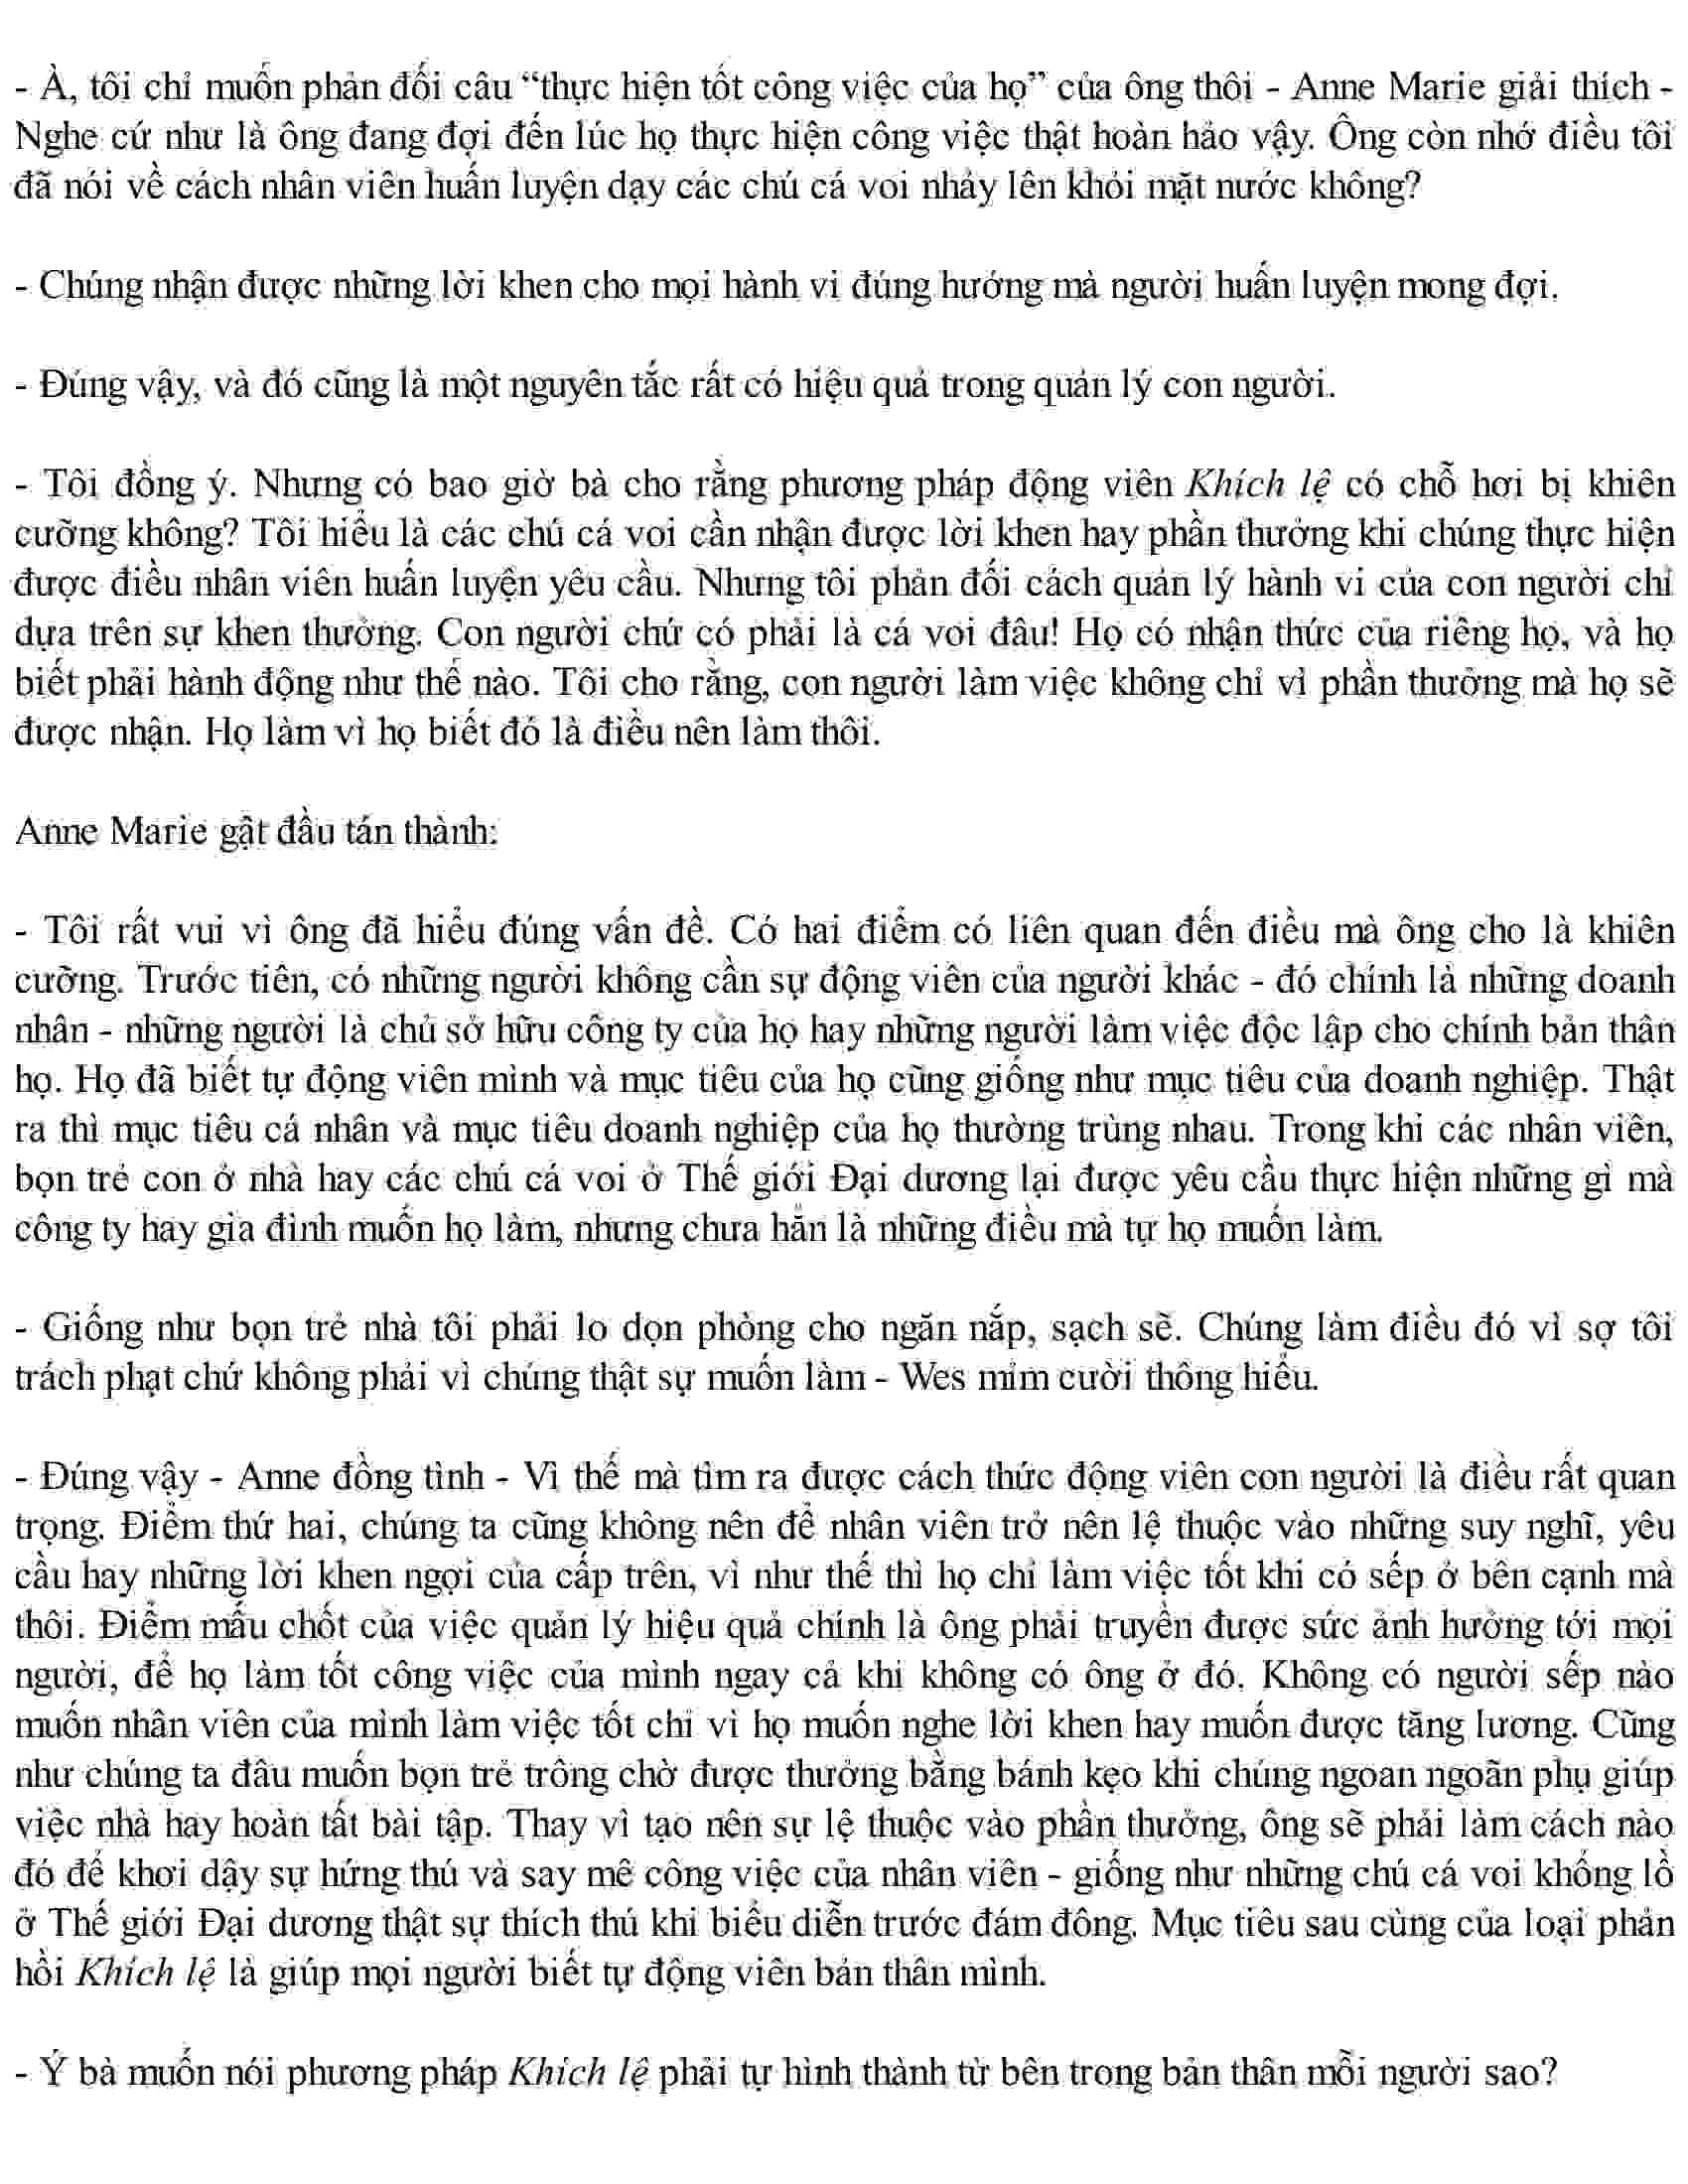 - À, tôi chỉ muốn phản đối câu “thực hiện tốt công việc của họ” của ông thôi - Anne Marie giải thích -
Nghe cứ như là ông đang đợi đến lúc họ thực hiện công việc thật hoàn hảo vậy. Ông còn nhớ điều tôi
đã nói về cách nhân viên huấn luyện dạy các chú cá voi nhảy lên khỏi mặt nước không?
- Chúng nhận được những lời khen cho mọi hành vi đúng hướng mà người huấn luyện mong đợi.
- Đúng vậy, và đó cũng là một nguyên tắc rất có hiệu quả trong quản lý con người.
- Tôi đồng ý. Nhưng có bao giờ bà cho rằng phương pháp động viên Khích lệ có chỗ hơi bị khiên
cưỡng không? Tôi hiểu là các chú cá voi cần nhận được lời khen hay phần thưởng khi chúng thực hiện
được điều nhân viên huấn luyện yêu cầu. Nhưng tôi phản đối cách quản lý hành vi của con người chỉ
dựa trên sự khen thưởng. Con người chứ có phải là cá voi đâu! Họ có nhận thức của riêng họ, và họ
biết phải hành động như thế nào. Tôi cho rằng, con người làm việc không chỉ vì phần thưởng mà họ sẽ
được nhận. Họ làm vì họ biết đó là điều nên làm thôi.
Anne Marie gật đầu tán thành:
- Tôi rất vui vì ông đã hiểu đúng vấn đề. Có hai điểm có liên quan đến điều mà ông cho là khiên
cưỡng. Trước tiên, có những người không cần sự động viên của người khác - đó chính là những doanh
nhân - những người là chủ sở hữu công ty của họ hay những người làm việc độc lập cho chính bản thân
họ. Họ đã biết tự động viên mình và mục tiêu của họ cũng giống như mục tiêu của doanh nghiệp. Thật
ra thì mục tiêu cá nhân và mục tiêu doanh nghiệp của họ thường trùng nhau. Trong khi các nhân viên,
bọn trẻ con ở nhà hay các chú cá voi ở Thế giới Đại dương lại được yêu cầu thực hiện những gì mà
công ty hay gia đình muốn họ làm, nhưng chưa hẳn là những điều mà tự họ muốn làm.
- Giống như bọn trẻ nhà tôi phải lo dọn phòng cho ngăn nắp, sạch sẽ. Chúng làm điều đó vì sợ tôi
trách phạt chứ không phải vì chúng thật sự muốn làm - Wes mỉm cười thông hiểu.
- Đúng vậy - Anne đồng tình - Vì thế mà tìm ra được cách thức động viên con người là điều rất quan
trọng. Điểm thứ hai, chúng ta cũng không nên để nhân viên trở nên lệ thuộc vào những suy nghĩ, yêu
cầu hay những lời khen ngợi của cấp trên, vì như thế thì họ chỉ làm việc tốt khi có sếp ở bên cạnh mà
thôi. Điểm mấu chốt của việc quản lý hiệu quả chính là ông phải truyền được sức ảnh hưởng tới mọi
người, để họ làm tốt công việc của mình ngay cả khi không có ông ở đó. Không có người sếp nào
muốn nhân viên của mình làm việc tốt chỉ vì họ muốn nghe lời khen hay muốn được tăng lương. Cũng
như chúng ta đâu muốn bọn trẻ trông chờ được thưởng bằng bánh kẹo khi chúng ngoan ngoãn phụ giúp
việc nhà hay hoàn tất bài tập. Thay vì tạo nên sự lệ thuộc vào phần thưởng, ông sẽ phải làm cách nào
đó để khơi dậy sự hứng thú và say mê công việc của nhân viên - giống như những chú cá voi khổng lồ
ở Thế giới Đại dương thật sự thích thú khi biểu diễn trước đám đông. Mục tiêu sau cùng của loại phản
hồi Khích lệ là giúp mọi người biết tự động viên bản thân mình.
- Ý bà muốn nói phương pháp Khích lệ phải tự hình thành từ bên trong bản thân mỗi người sao?